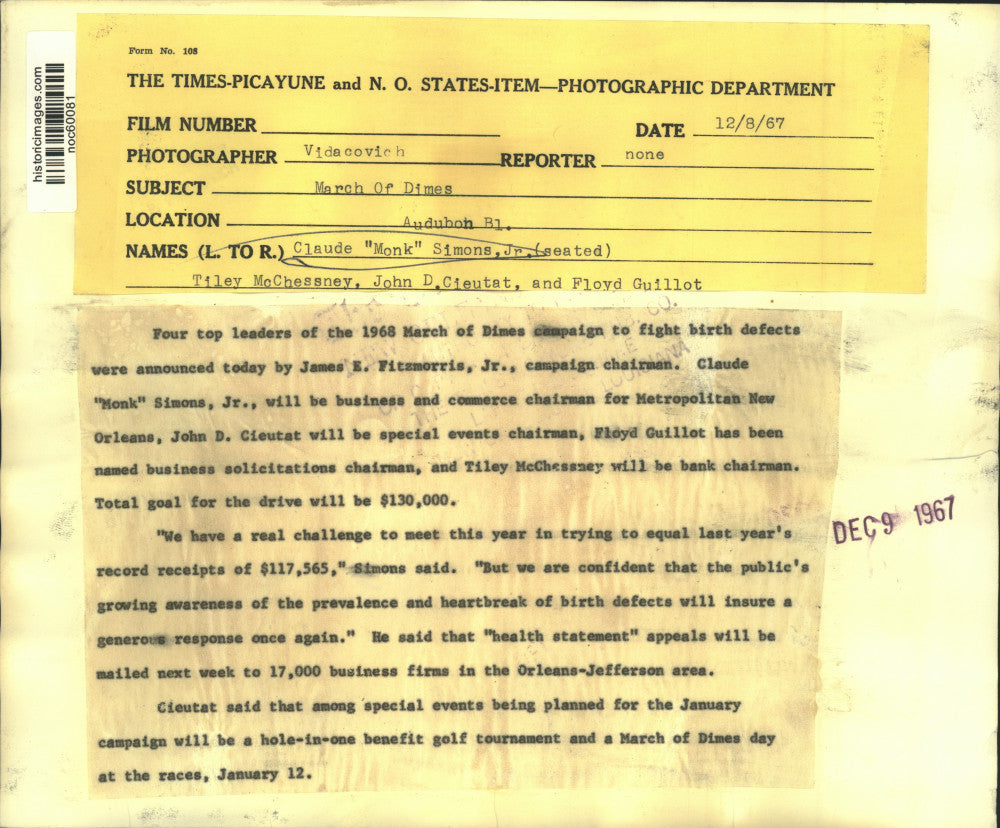 historicimages.com
noc60081
Form No. 108
THE TIMES-PICAYUNE and N. O. STATES-ITEM—PHOTOGRAPHIC DEPARTMENT
FILM NUMBER
DATE 12/8/67
PHOTOGRAPHER Vidacovich REPORTER none
SUBJECT March Of Dimes
LOCATION Audubon Bl.
NAMES (L. TO R.) Claude "Monk" Simons,Jr.(seated)
Tiley McChessney, John D.Cieutat, and Floyd Guillot
Four top leaders of the 1968 March of Dimes campaign to fight birth defects
were announced today by James E. Fitzmorris, Jr., campaign chairman. Claude
"Monk" Simons, Jr., will be business and commerce chairman for Metropolitan New
Orleans, John D. Cieutat will be special events chairman, Floyd Guillot has been
named business solicitations chairman, and Tiley McChessney will be bank chairman.
Total goal for the drive will be $130,000.
"We have a real challenge to meet this year in trying to equal last year's
record receipts of $117,565," Simons said. "But we are confident that the public's
growing awareness of the prevalence and heartbreak of birth defects will insure a
generous response once again." He said that "health statement" appeals will be
mailed next week to 17,000 business firms in the Orleans-Jefferson area.
Cieutat said that among special events being planned for the January
campaign will be a hole-in-one benefit golf tournament and a March of Dimes day
at the races, January 12.
DEC 9 1967